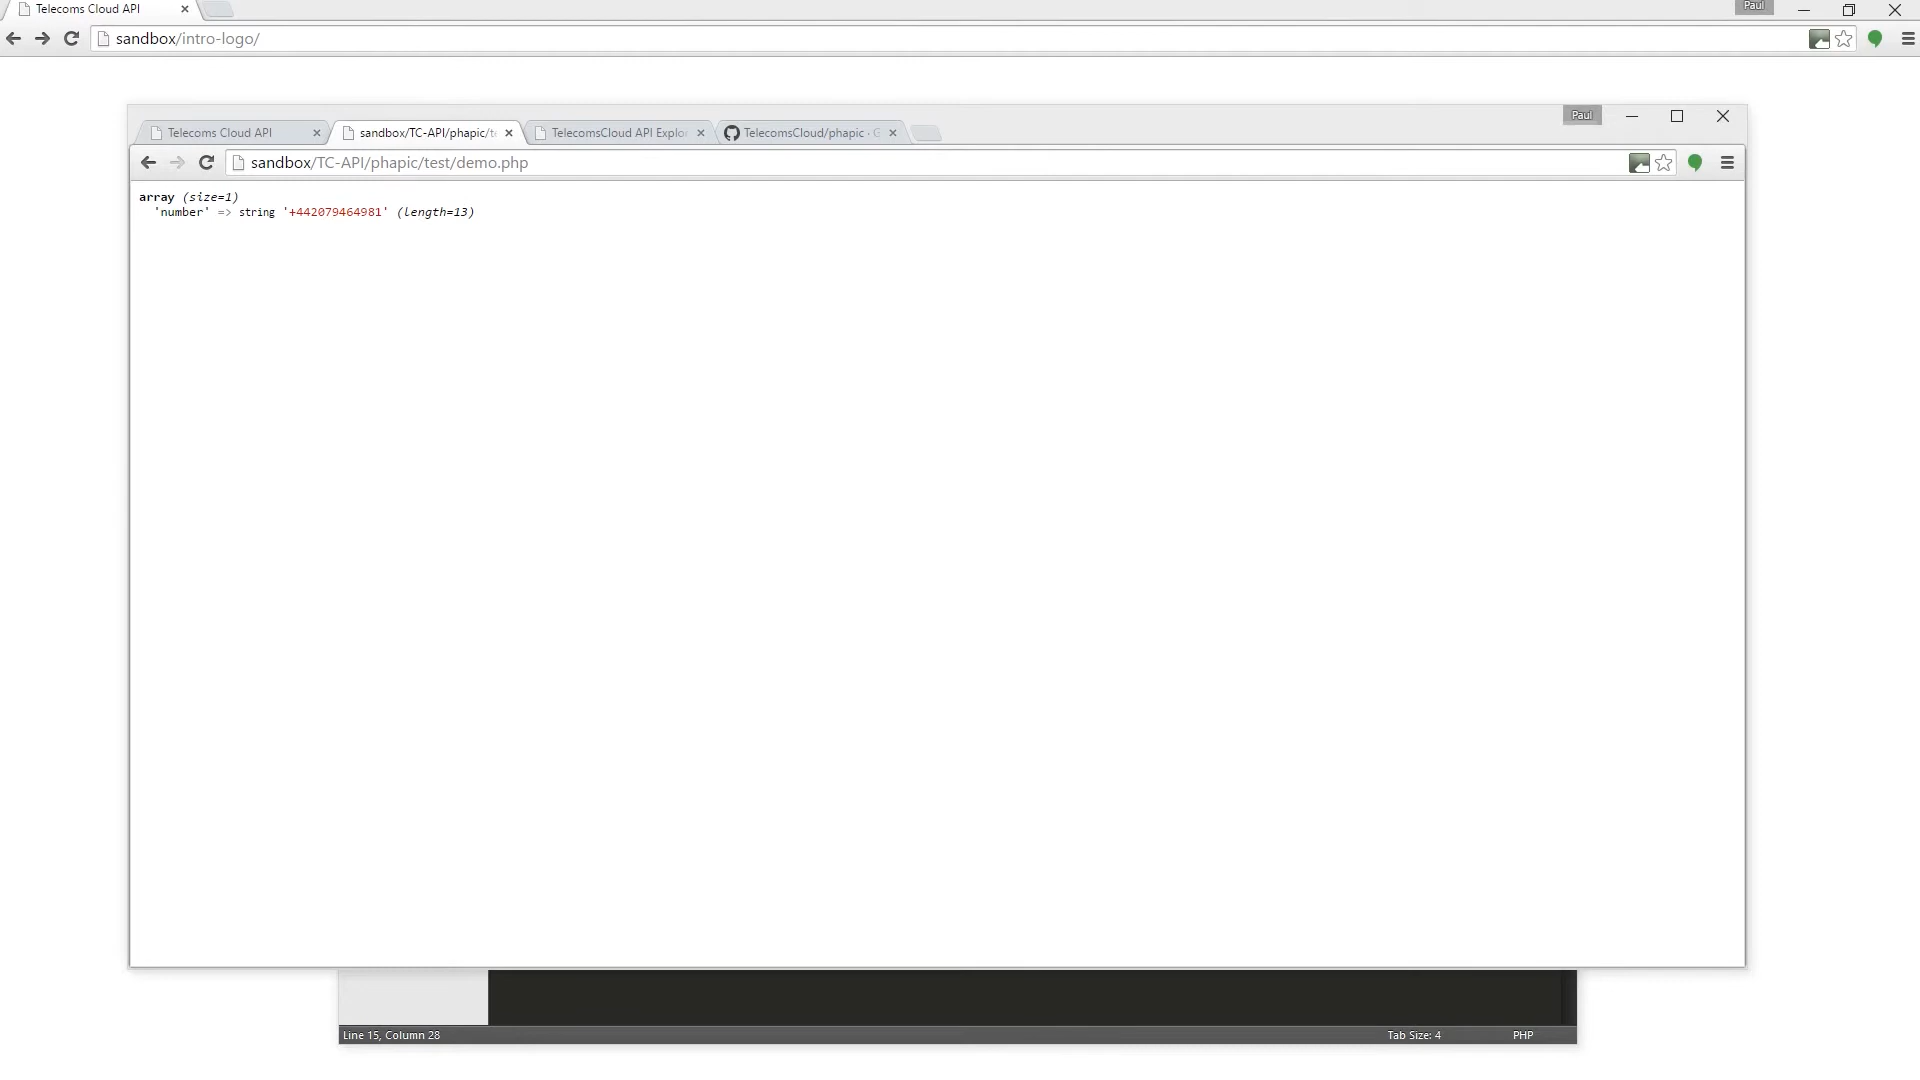 Telecoms Cloud API
Paul
sandbox/intro-logo/
Paul
Telecoms Cloud API
sandbox/TC-API/phapic/te
TelecomsCloud API Explo
TelecomsCloud/phapic · G
sandbox/TC-API/phapic/test/demo.php
array (size=1)
'number' => string '+442079464981' (length=13)
Line 15, Column 28
Tab Size: 4
PHP